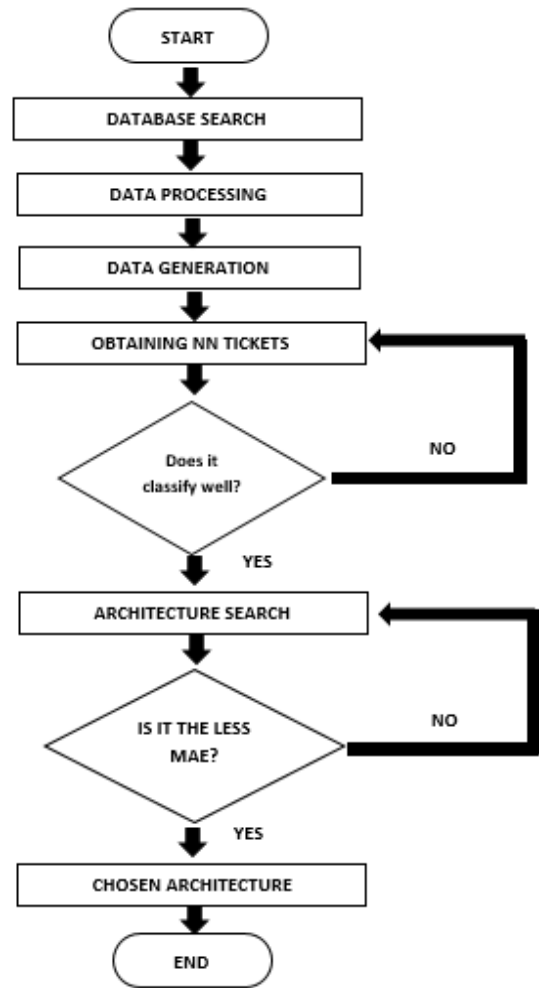 START
DATABASE SEARCH
DATA PROCESSING
DATA GENERATION
OBTAINING NN TICKETS
Does it
classify well?
NO
YES
ARCHITECTURE SEARCH
IS IT THE LESS
MAE?
NO
YES
CHOSEN ARCHITECTURE
END